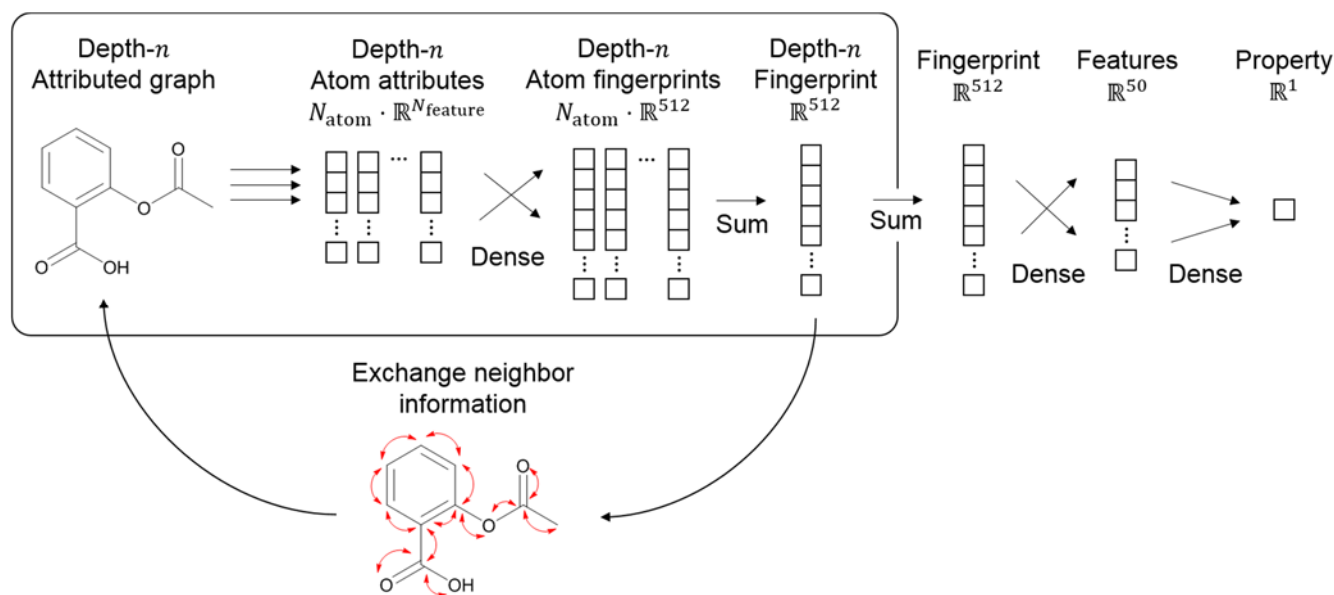 Depth-n
Attributed graph
Depth-n
Atom attributes
N_atom · ℝ^{N_feature}
Depth-n
Atom fingerprints
N_atom · ℝ^512
Depth-n
Fingerprint
ℝ^512
Fingerprint
ℝ^512
Features
ℝ^50
Property
ℝ^1
O
O
O
OH
...
Dense
...
Sum
Sum
Dense
Dense
Exchange neighbor
information
O
O
O
OH